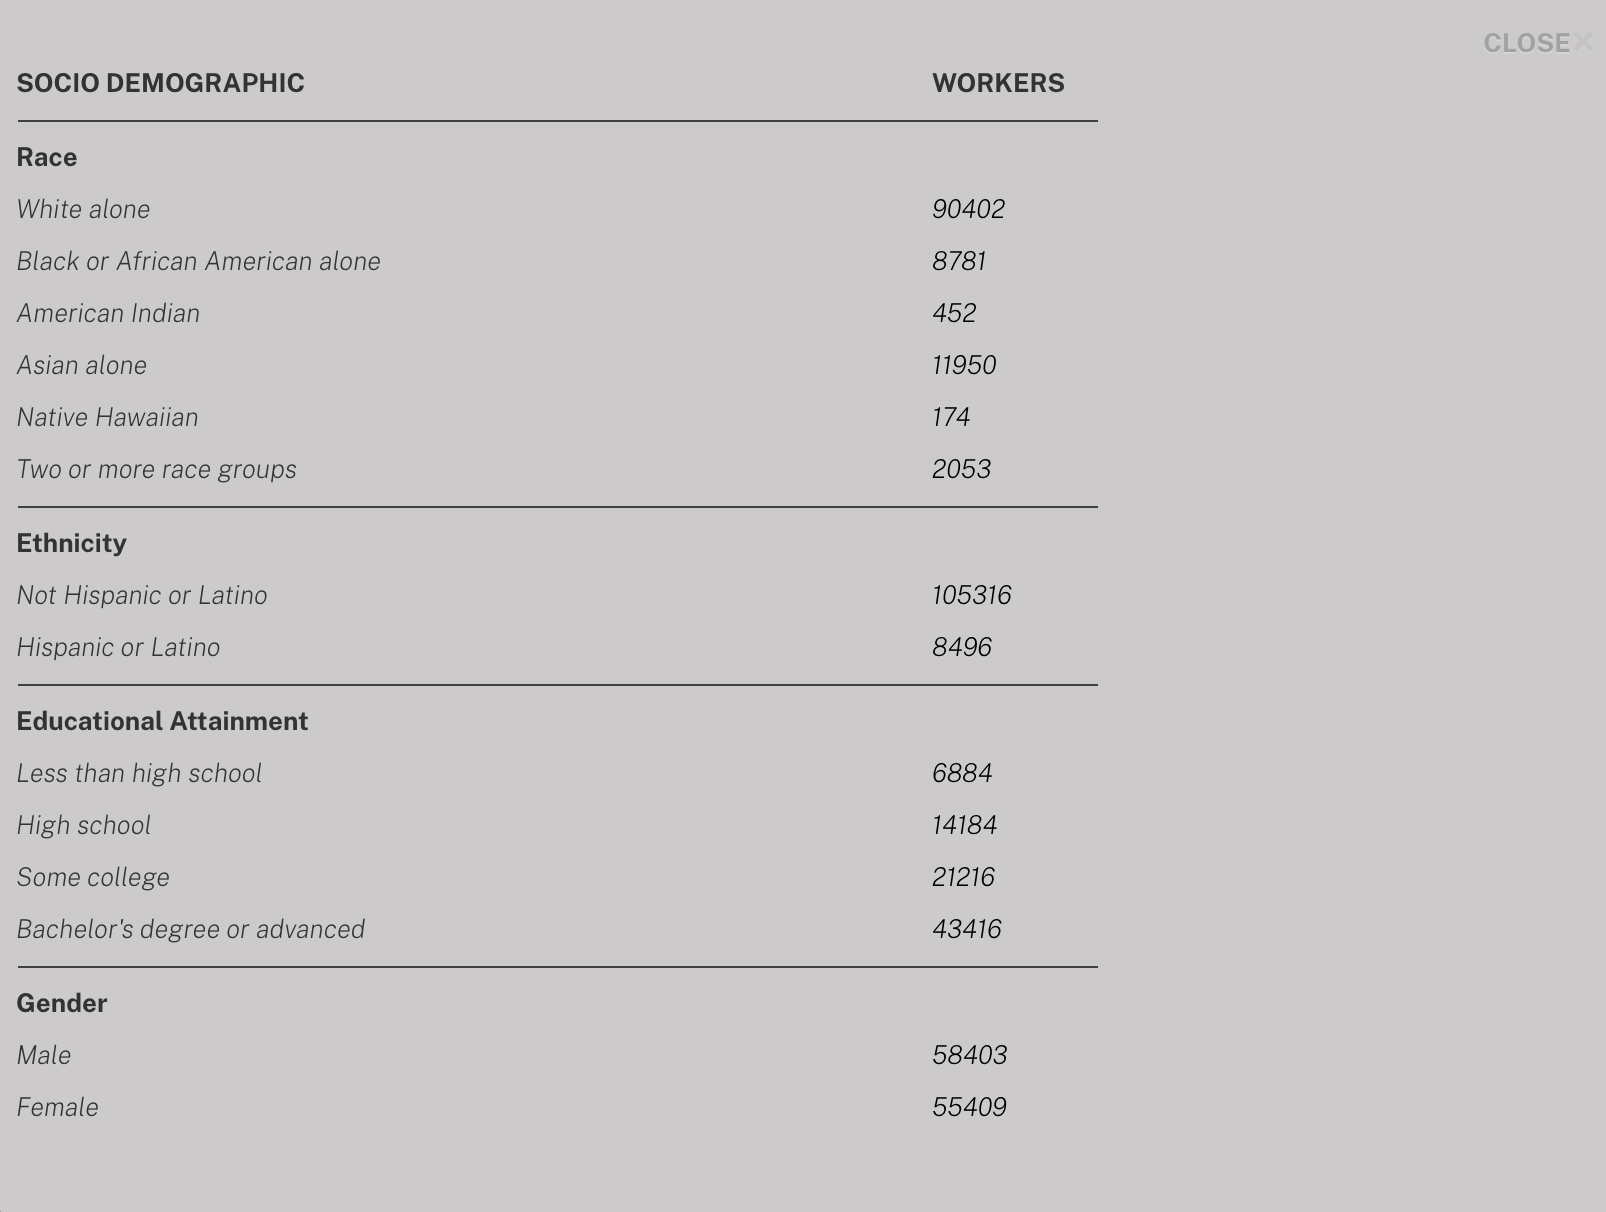 CLOSE×
SOCIO DEMOGRAPHIC WORKERS
Race
White alone 90402
Black or African American alone 8781
American Indian 452
Asian alone 11950
Native Hawaiian 174
Two or more race groups 2053
Ethnicity
Not Hispanic or Latino 105316
Hispanic or Latino 8496
Educational Attainment
Less than high school 6884
High school 14184
Some college 21216
Bachelor's degree or advanced 43416
Gender
Male 58403
Female 55409